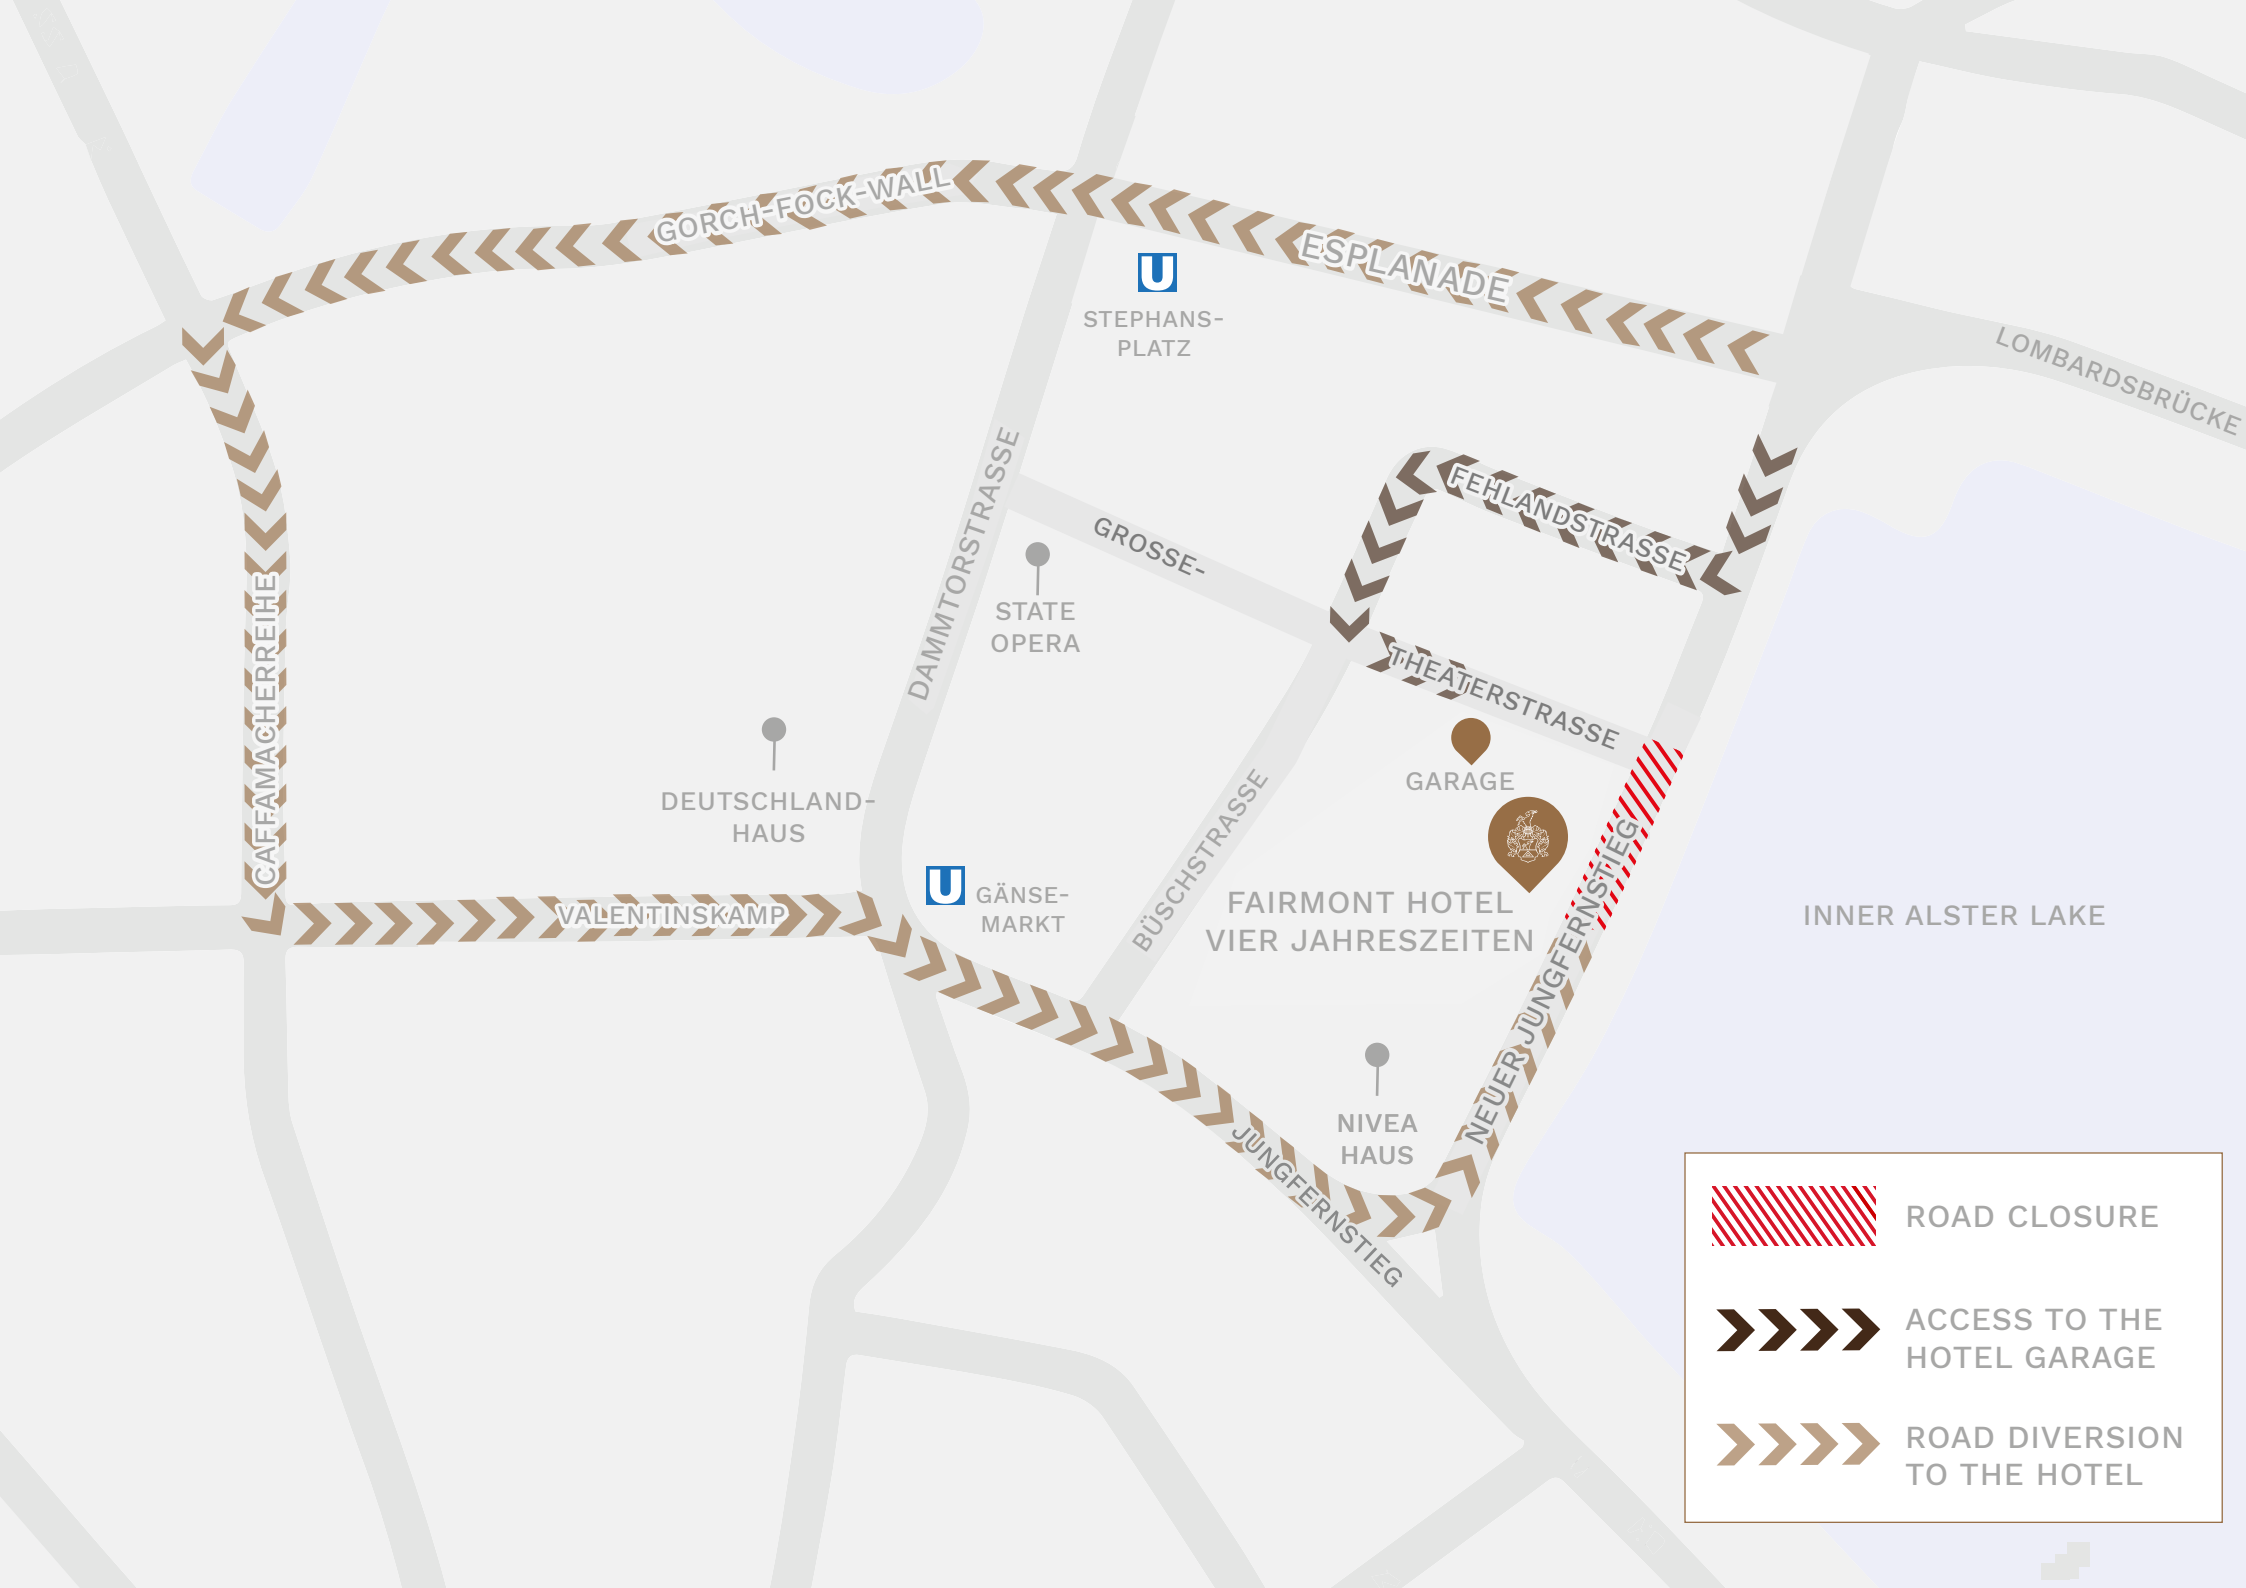 GORCH-FOCK-WALL
ESPLANADE
U
STEPHANS-
PLATZ
LOMBARDSBRÜCKE
DAMMTORSTRASSE
FEHLANDSTRASSE
GROSSE-
STATE
OPERA
THEATERSTRASSE
CAFFAMACHERREIHE
DEUTSCHLAND-
HAUS
GARAGE
BÜSCHSTRASSE
U
GÄNSE-
MARKT
VALENTINSKAMP
FAIRMONT HOTEL
VIER JAHRESZEITEN
NEUER JUNGFERNSTIEG
INNER ALSTER LAKE
NIVEA
HAUS
JUNGFERNSTIEG
ROAD CLOSURE
ACCESS TO THE
HOTEL GARAGE
ROAD DIVERSION
TO THE HOTEL